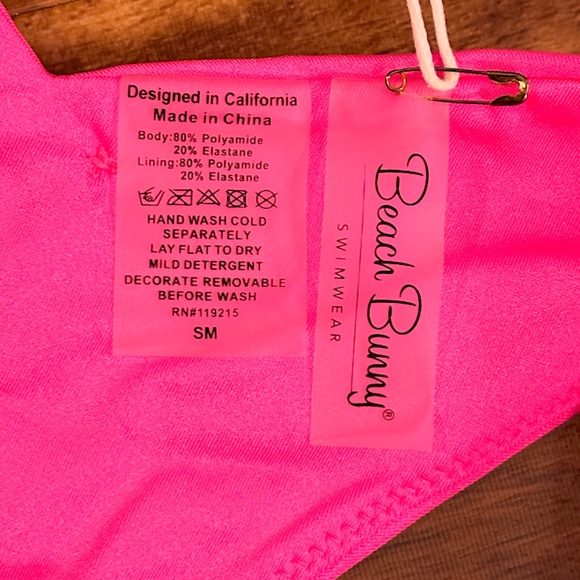 Designed in California
Made in China
Body:80% Polyamide
20% Elastane
Lining:80% Polyamide
20% Elastane
HAND WASH COLD
SEPARATELY
LAY FLAT TO DRY
MILD DETERGENT
DECORATE REMOVABLE
BEFORE WASH
RN#119215
SM
Beach Bunny®
SWIMWEAR